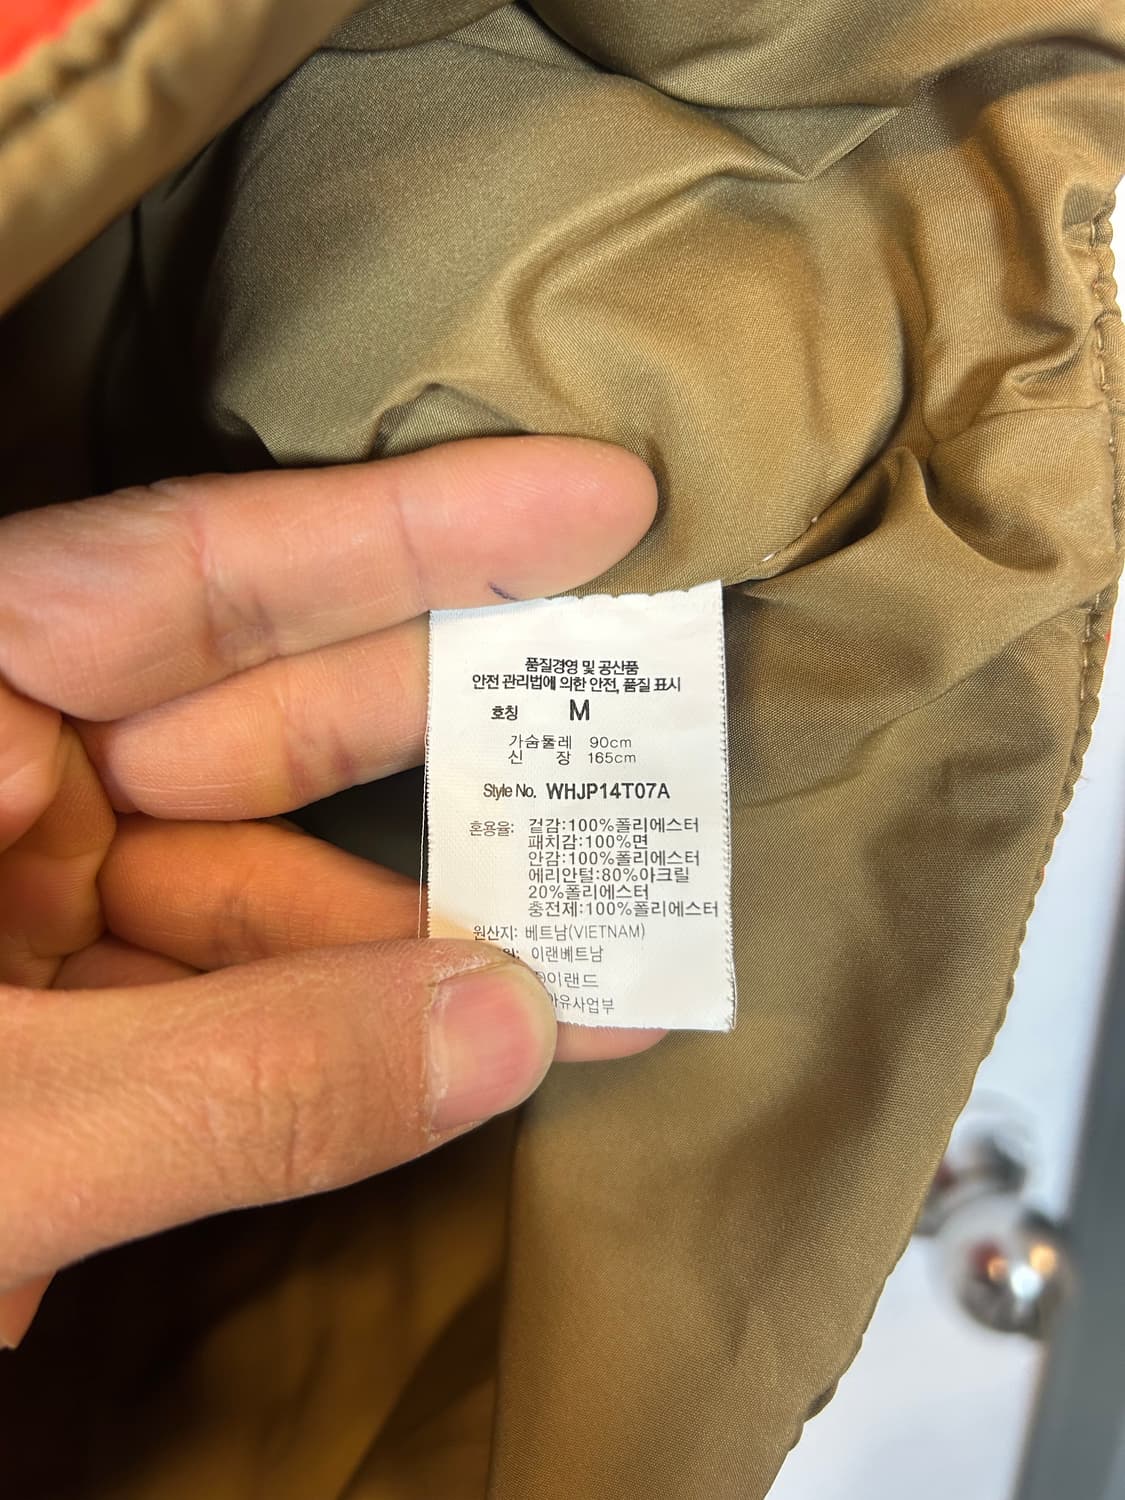 품질경영 및 공산품
안전 관리법에 의한 안전, 품질 표시
호칭 M
가슴둘레 90cm
신 장 165cm
Style No. WHJP14T07A
혼용율: 겉감:100%폴리에스터
패치감:100%면
안감:100%폴리에스터
에리안털:80%아크릴
20%폴리에스터
충전제:100%폴리에스터
원산지: 베트남(VIETNAM)
이랜베트남
이랜드